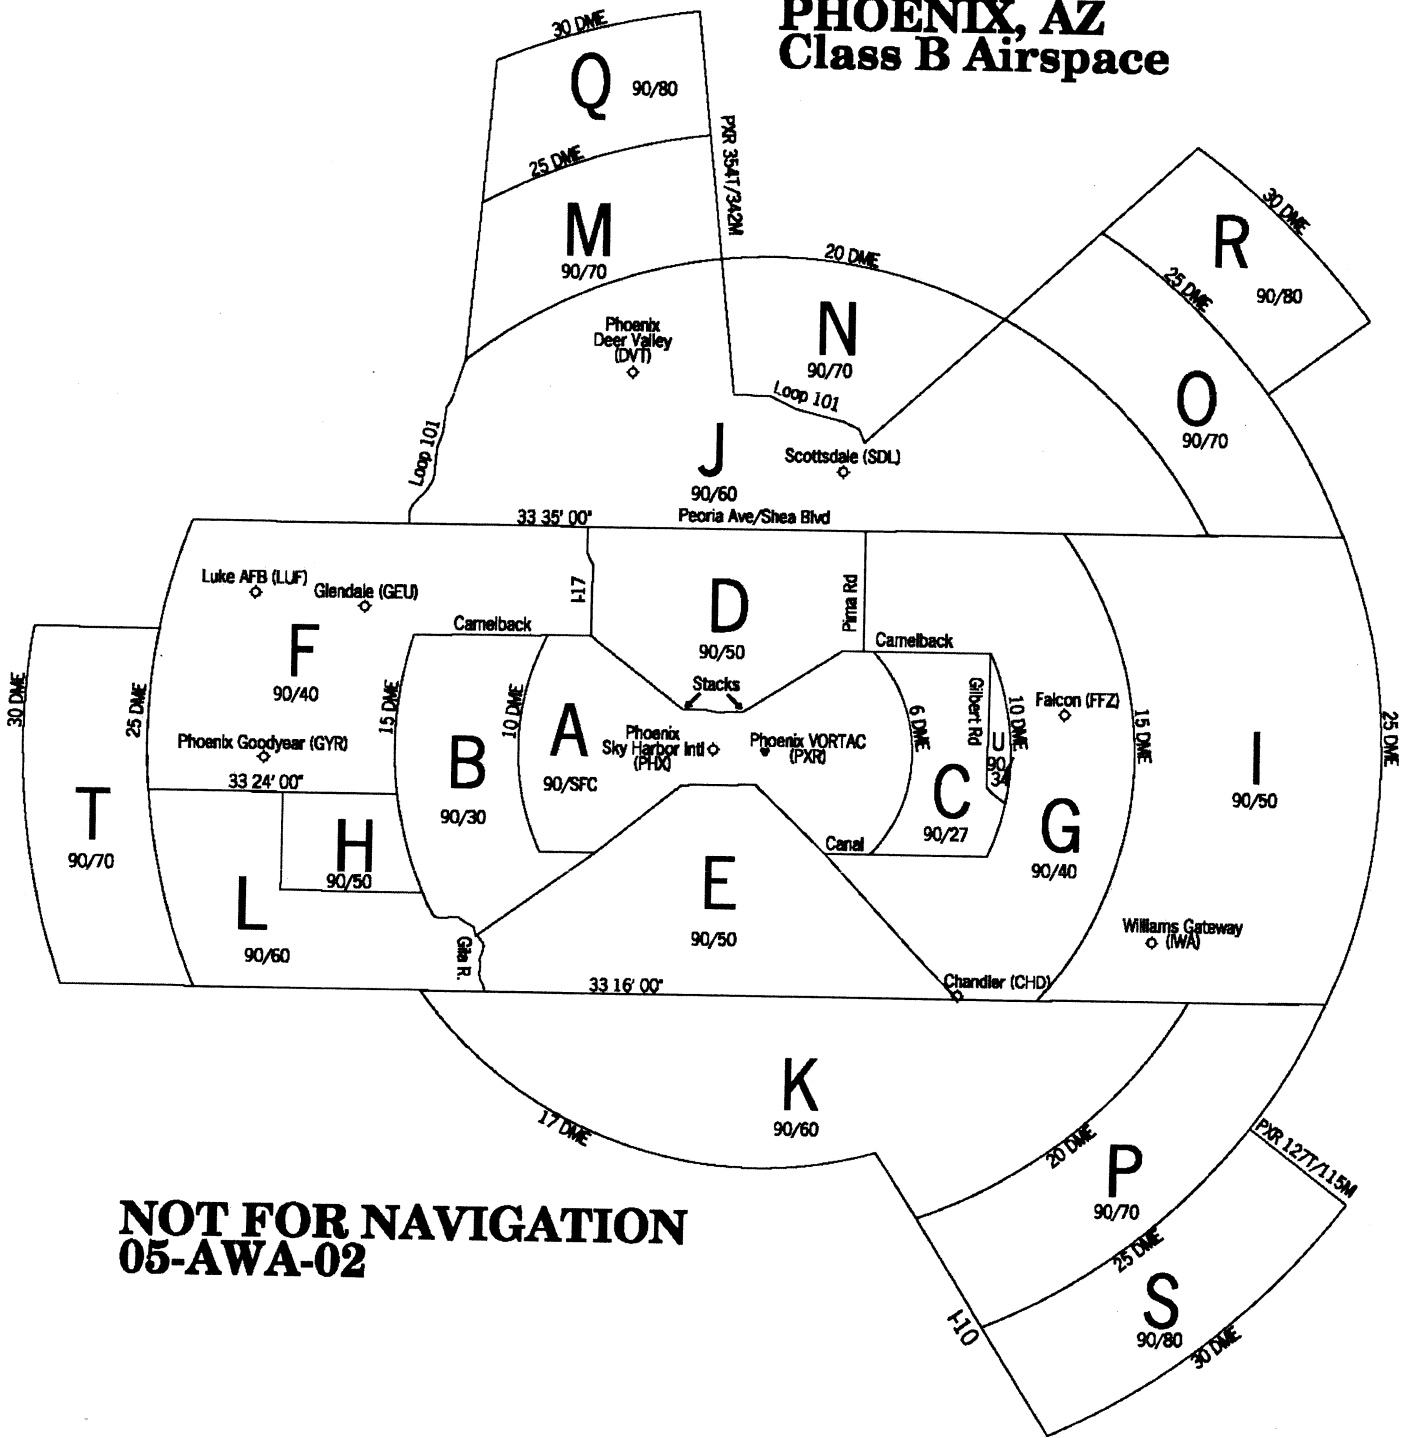 PHOENIX, AZ
Class B Airspace
30 DME
Q
90/80
PXR 354T/342M
25 DME
M
90/70
20 DME
30 DME
R
90/80
25 DME
N
90/70
Phoenix
Deer Valley
(DVT)
Loop 101
O
90/70
Loop 101
J
90/60
Scottsdale (SDL)
33 35' 00"
Peoria Ave/Shea Blvd
Luke AFB (LUF)
Glendale (GEU)
I-17
D
90/50
Pima Rd
Camelback
Camelback
F
90/40
Stacks
30 DME
25 DME
15 DME
10 DME
A
90/SFC
Phoenix
Sky Harbor Intl
(PHX)
Phoenix VORTAC
(PXR)
6 DME
Gilbert Rd
10 DME
Falcon (FFZ)
15 DME
25 DME
U
90/
34
Phoenix Goodyear (GYR)
33 24' 00"
B
90/30
C
90/27
I
90/50
T
90/70
H
90/50
Canal
G
90/40
E
90/50
L
90/60
Gila R.
Williams Gateway
(IWA)
33 16' 00"
Chandler (CHD)
K
90/60
17 DME
20 DME
PXR 127T/115M
P
90/70
25 DME
S
90/80
30 DME
I-10
NOT FOR NAVIGATION
05-AWA-02